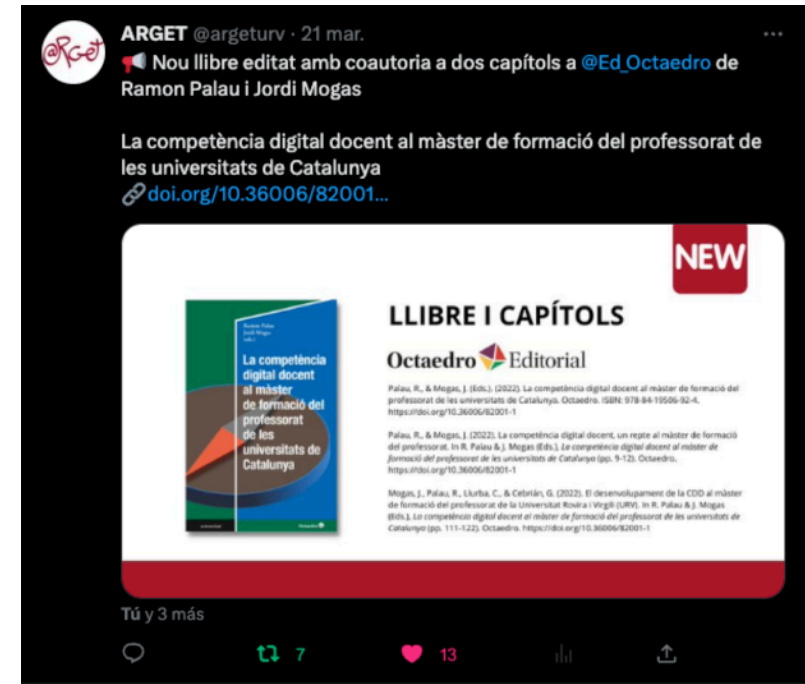 ARGET @argeturv · 21 mar.
📢 Nou llibre editat amb coautoria a dos capítols a @Ed_Octaedro de
Ramon Palau i Jordi Mogas
La competència digital docent al màster de formació del professorat de
les universitats de Catalunya
🔗doi.org/10.36006/82001...
@RGet
NEW
Ramon Palau
Jordi Mogas
(eds.)
La competència
digital docent
al màster
de formació del
professorat
de les
universitats de
Catalunya
universitat
Octaedro
LLIBRE I CAPÍTOLS
Octaedro Editorial
Palau, R., & Mogas, J. (Eds.). (2022). La competència digital docent al màster de formació del
professorat de les universitats de Catalunya. Octaedro. ISBN: 978-84-19506-92-4.
https://doi.org/10.36006/82001-1
Palau, R., & Mogas, J. (2022). La competència digital docent, un repte al màster de formació
del professorat. In R. Palau & J. Mogas (Eds.), La competència digital docent al màster de
formació del professorat de les universitats de Catalunya (pp. 9-12). Octaedro.
https://doi.org/10.36006/82001-1
Mogas, J., Palau, R., Llurba, C., & Cebrián, G. (2022). El desenvolupament de la CDD al màster
de formació del professorat de la Universitat Rovira i Virgili (URV). In R. Palau & J. Mogas
(Eds.), La competència digital docent al màster de formació del professorat de les universitats de
Catalunya (pp. 111-122). Octaedro. https://doi.org/10.36006/82001-1
Tú y 3 más
7
13